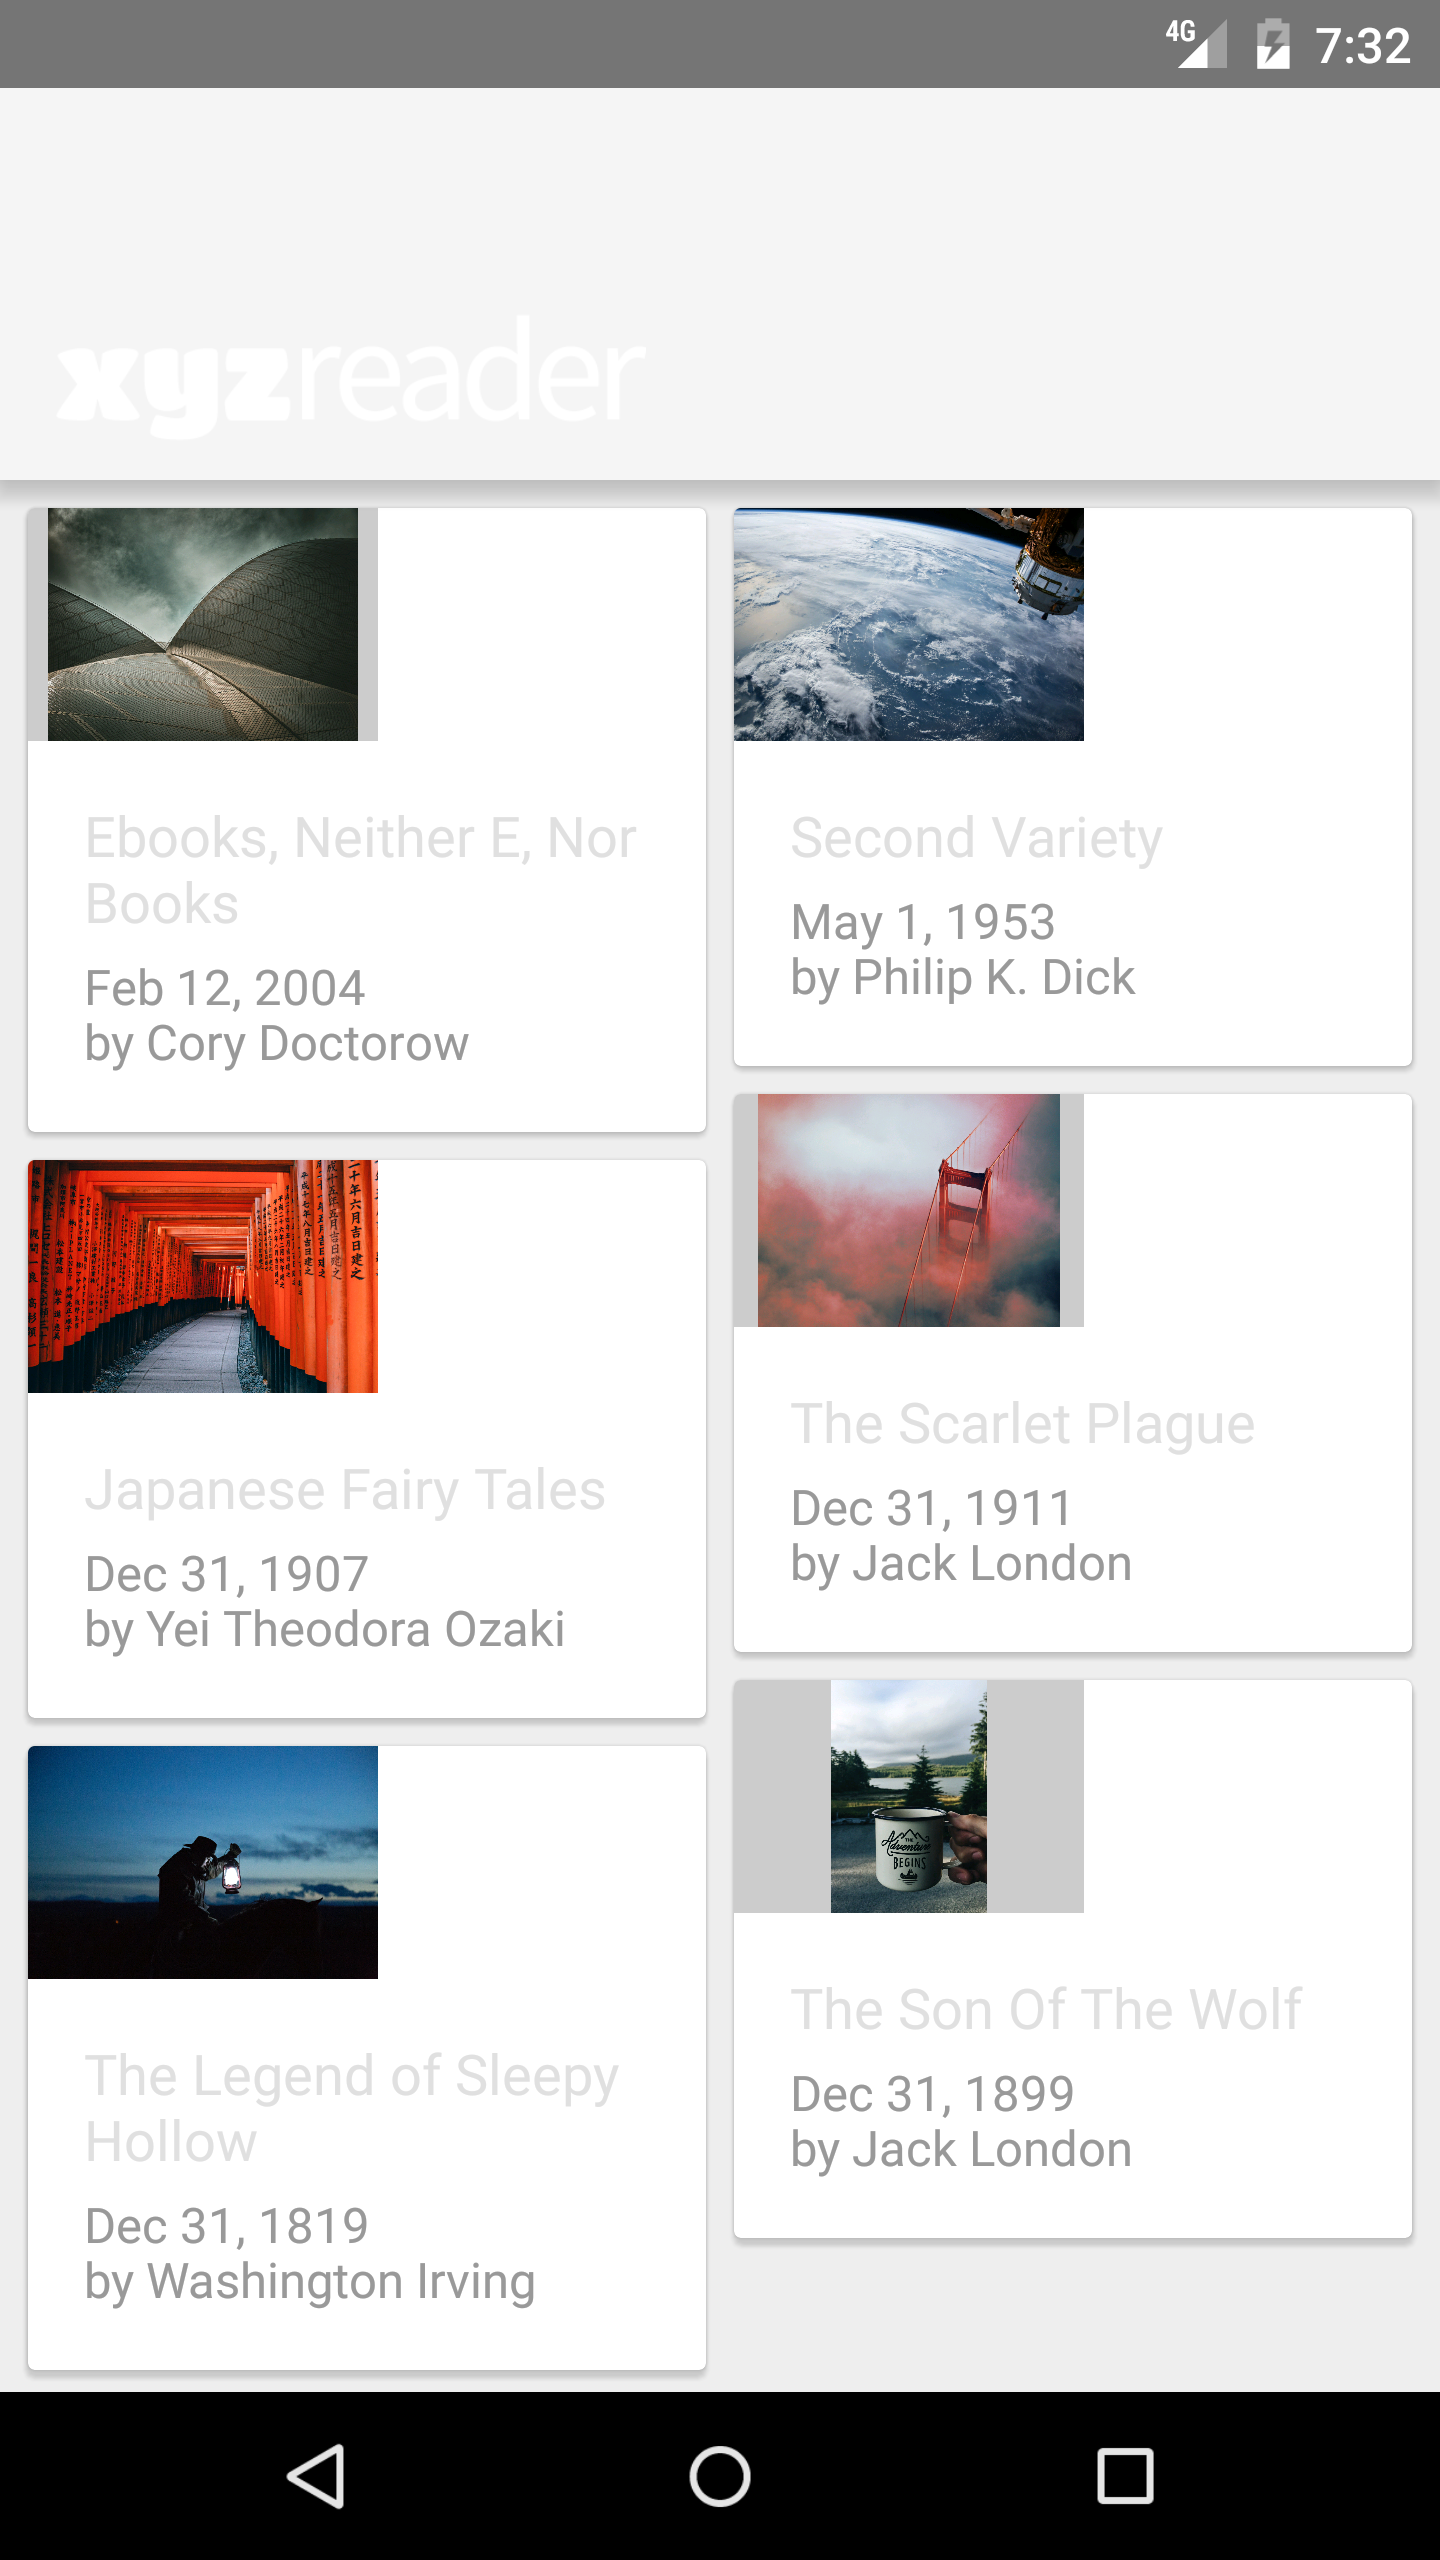 4G 7:32
xyzreader
Ebooks, Neither E, Nor
Books
Feb 12, 2004
by Cory Doctorow
Second Variety
May 1, 1953
by Philip K. Dick
Japanese Fairy Tales
Dec 31, 1907
by Yei Theodora Ozaki
The Scarlet Plague
Dec 31, 1911
by Jack London
The Legend of Sleepy
Hollow
Dec 31, 1819
by Washington Irving
THE
Adventure
BEGINS
The Son Of The Wolf
Dec 31, 1899
by Jack London